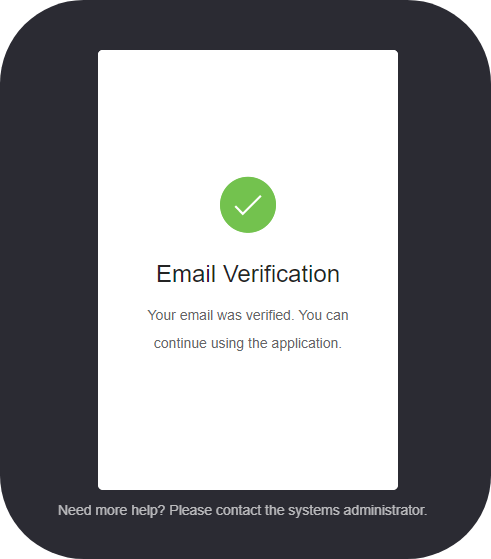 Email Verification
Your email was verified. You can
continue using the application.
Need more help? Please contact the systems administrator.